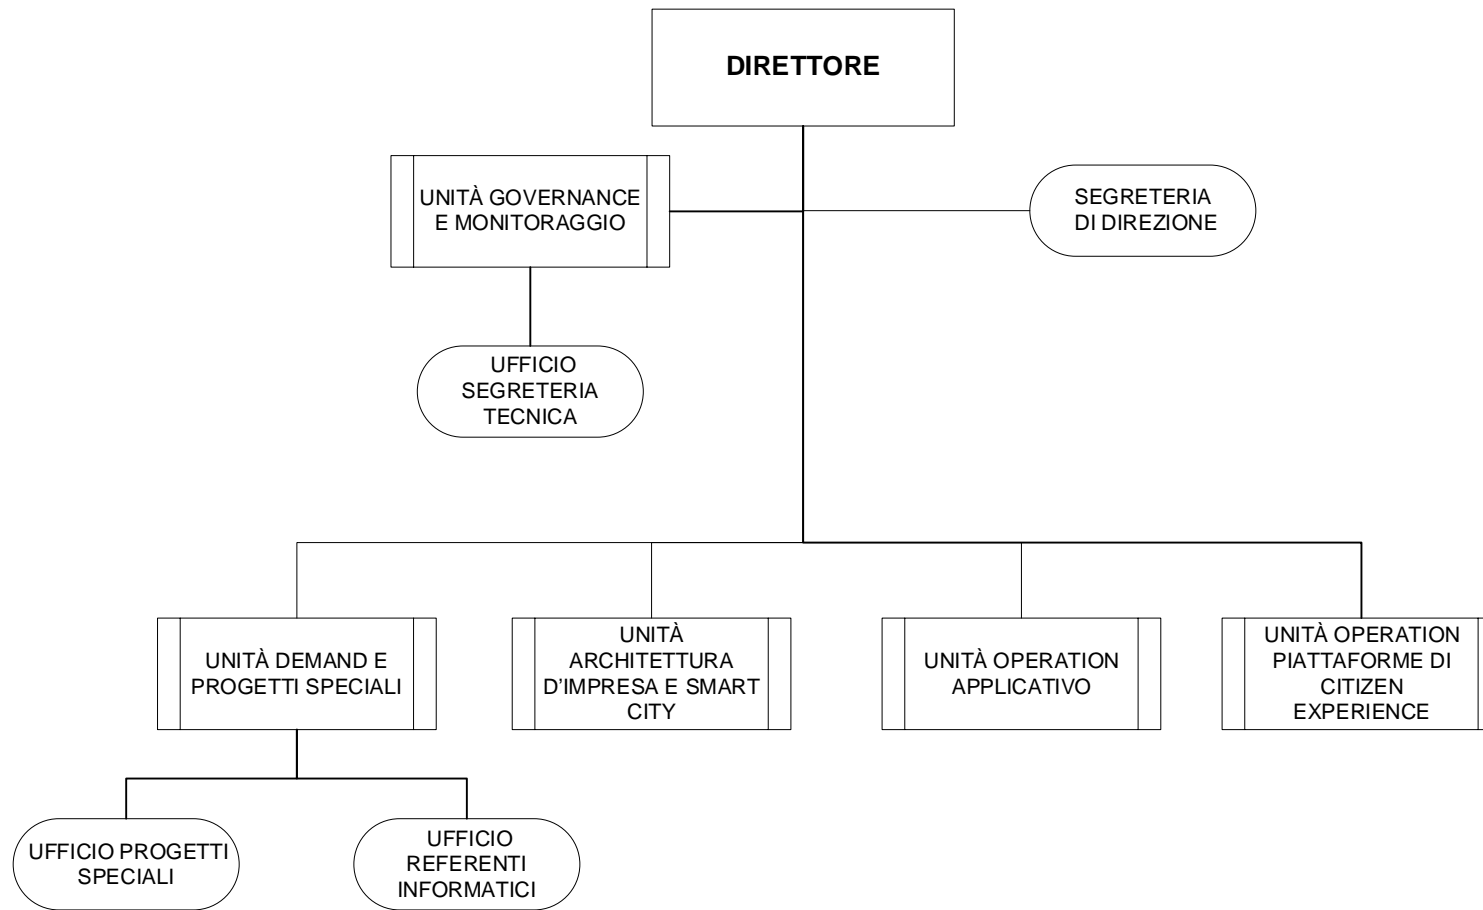 DIRETTORE
UNITÀ GOVERNANCE
E MONITORAGGIO
SEGRETERIA
DI DIREZIONE
UFFICIO
SEGRETERIA
TECNICA
UNITÀ DEMAND E
PROGETTI SPECIALI
UNITÀ
ARCHITETTURA
D'IMPRESA E SMART
CITY
UNITÀ OPERATION
APPLICATIVO
UNITÀ OPERATION
PIATTAFORME DI
CITIZEN
EXPERIENCE
UFFICIO PROGETTI
SPECIALI
UFFICIO
REFERENTI
INFORMATICI